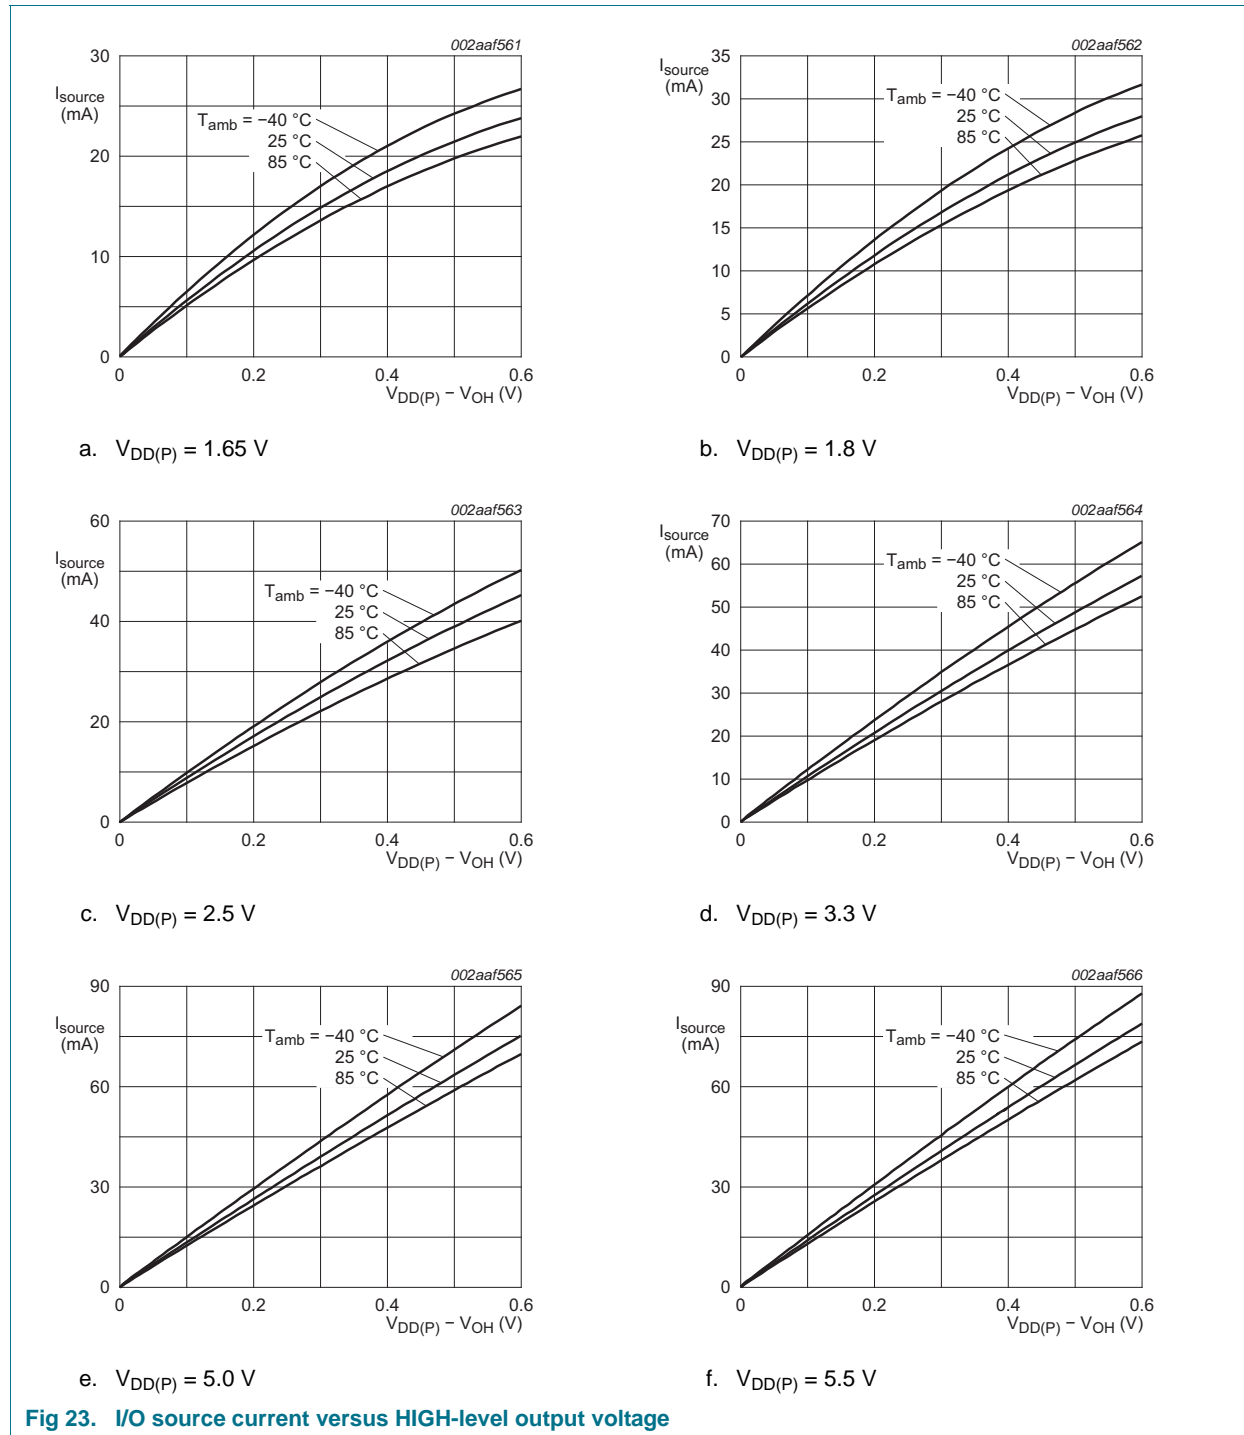 002aaf561
30
Isource
(mA)
Tamb = −40 °C
25 °C
85 °C
20
10
0
0 0.2 0.4 0.6
VDD(P) − VOH (V)
a. VDD(P) = 1.65 V
002aaf562
35
Isource
(mA)
30
Tamb = −40 °C
25 °C
85 °C
25
20
15
10
5
0
0 0.2 0.4 0.6
VDD(P) − VOH (V)
b. VDD(P) = 1.8 V
002aaf563
60
Isource
(mA)
Tamb = −40 °C
25 °C
85 °C
40
20
0
0 0.2 0.4 0.6
VDD(P) − VOH (V)
c. VDD(P) = 2.5 V
002aaf564
70
Isource
(mA)
60
Tamb = −40 °C
25 °C
85 °C
50
40
30
20
10
0
0 0.2 0.4 0.6
VDD(P) − VOH (V)
d. VDD(P) = 3.3 V
002aaf565
90
Isource
(mA)
Tamb = −40 °C
25 °C
85 °C
60
30
0
0 0.2 0.4 0.6
VDD(P) − VOH (V)
e. VDD(P) = 5.0 V
002aaf566
90
Isource
(mA)
Tamb = −40 °C
25 °C
85 °C
60
30
0
0 0.2 0.4 0.6
VDD(P) − VOH (V)
f. VDD(P) = 5.5 V
Fig 23. I/O source current versus HIGH-level output voltage